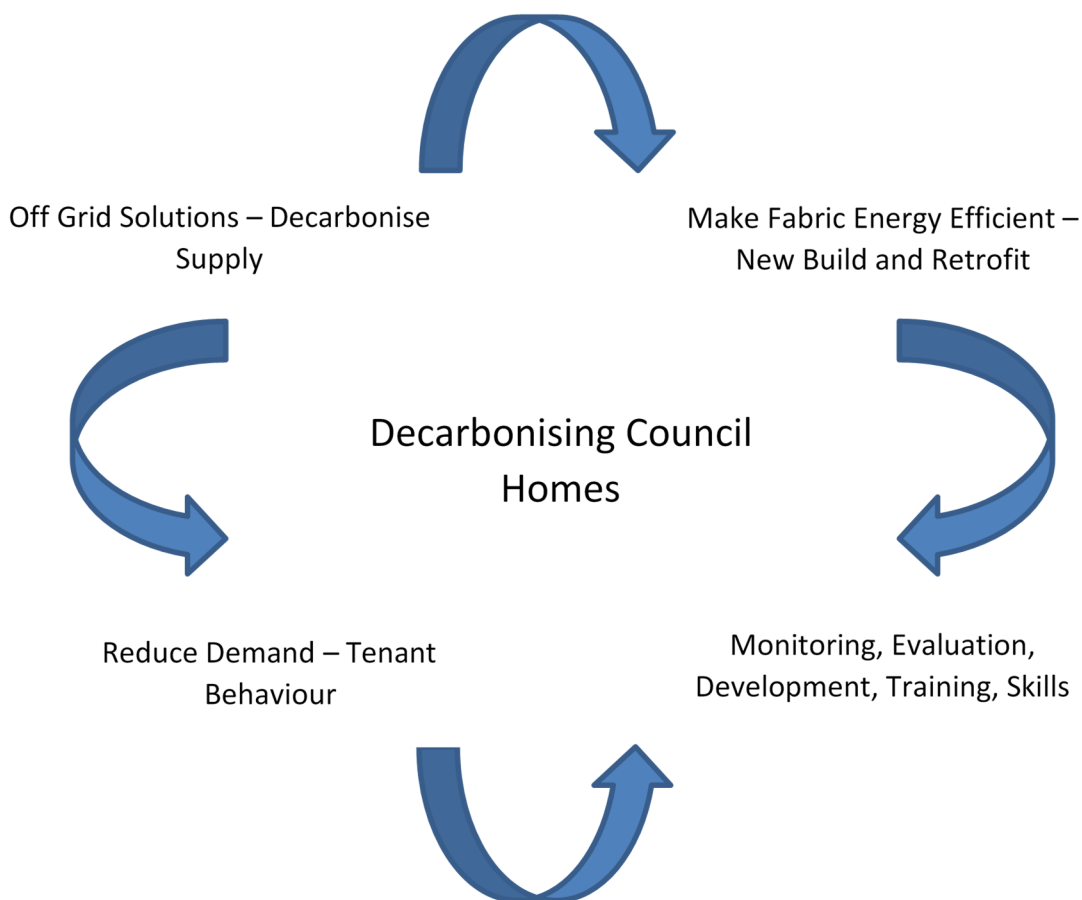 Off Grid Solutions – Decarbonise
Supply
Make Fabric Energy Efficient –
New Build and Retrofit
Decarbonising Council
Homes
Reduce Demand – Tenant
Behaviour
Monitoring, Evaluation,
Development, Training, Skills